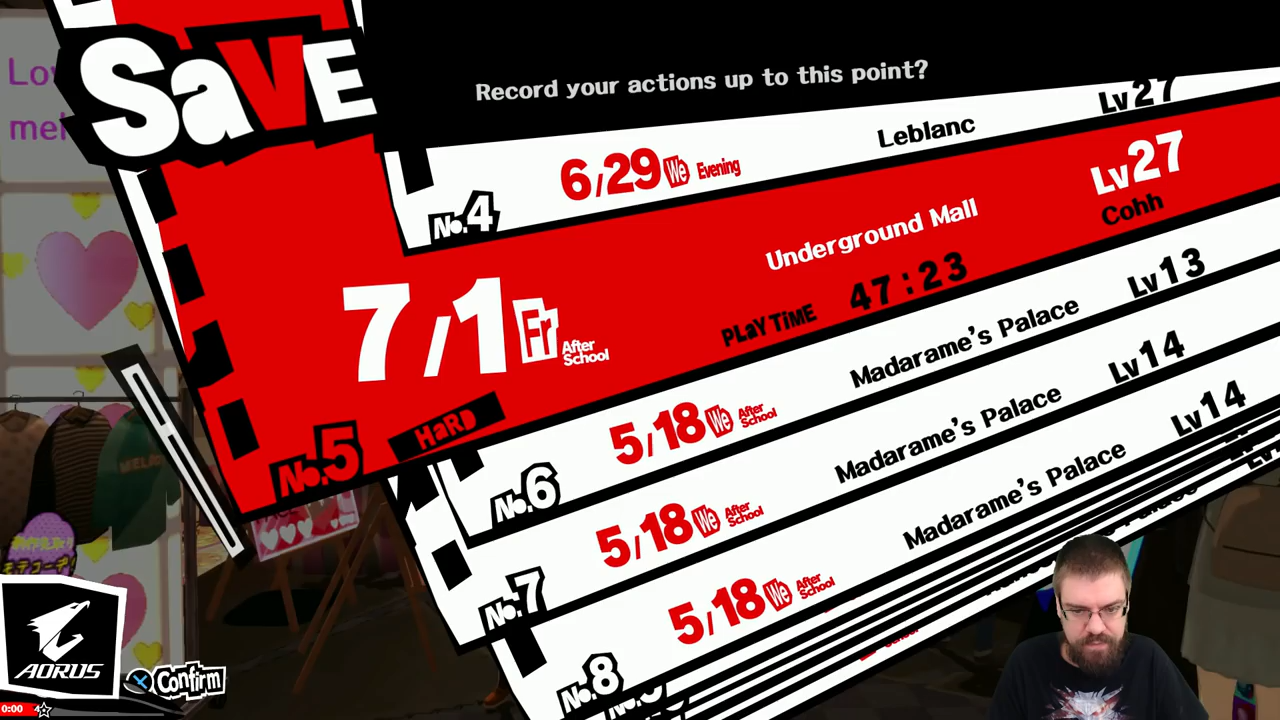 SaVE
Record your actions up to this point?
No.4 6/29 We Evening Leblanc Lv27
No.5 7/1 Fr After School Underground Mall Lv27
HaRD PLaY TiME 47:23 Cohh
No.6 5/18 We After School Madarame's Palace Lv13
No.7 5/18 We After School Madarame's Palace Lv14
No.8 5/18 We After School Madarame's Palace Lv14
AORUS
Confirm
0:00